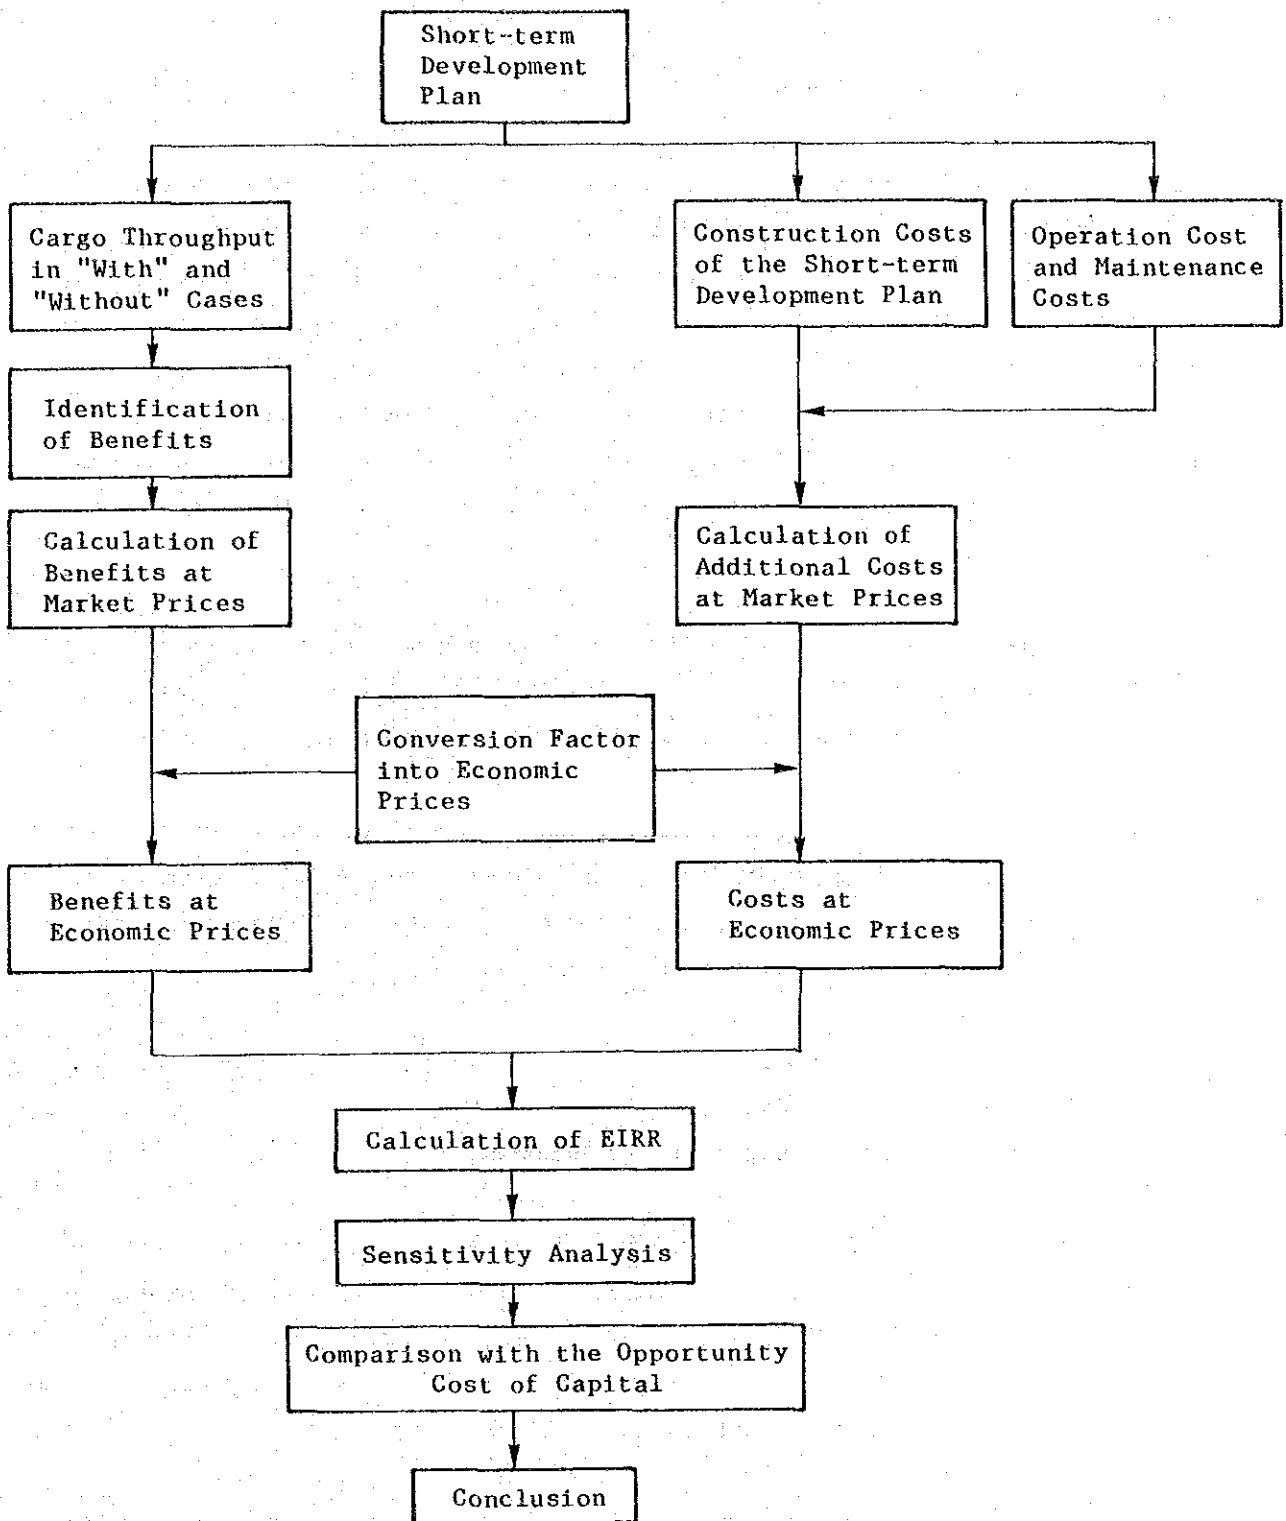 Short-term
Development
Plan
Cargo Throughput
in "With" and
"Without" Cases
Construction Costs
of the Short-term
Development Plan
Operation Cost
and Maintenance
Costs
Identification
of Benefits
Calculation of
Benefits at
Market Prices
Calculation of
Additional Costs
at Market Prices
Conversion Factor
into Economic
Prices
Benefits at
Economic Prices
Costs at
Economic Prices
Calculation of EIRR
Sensitivity Analysis
Comparison with the Opportunity
Cost of Capital
Conclusion